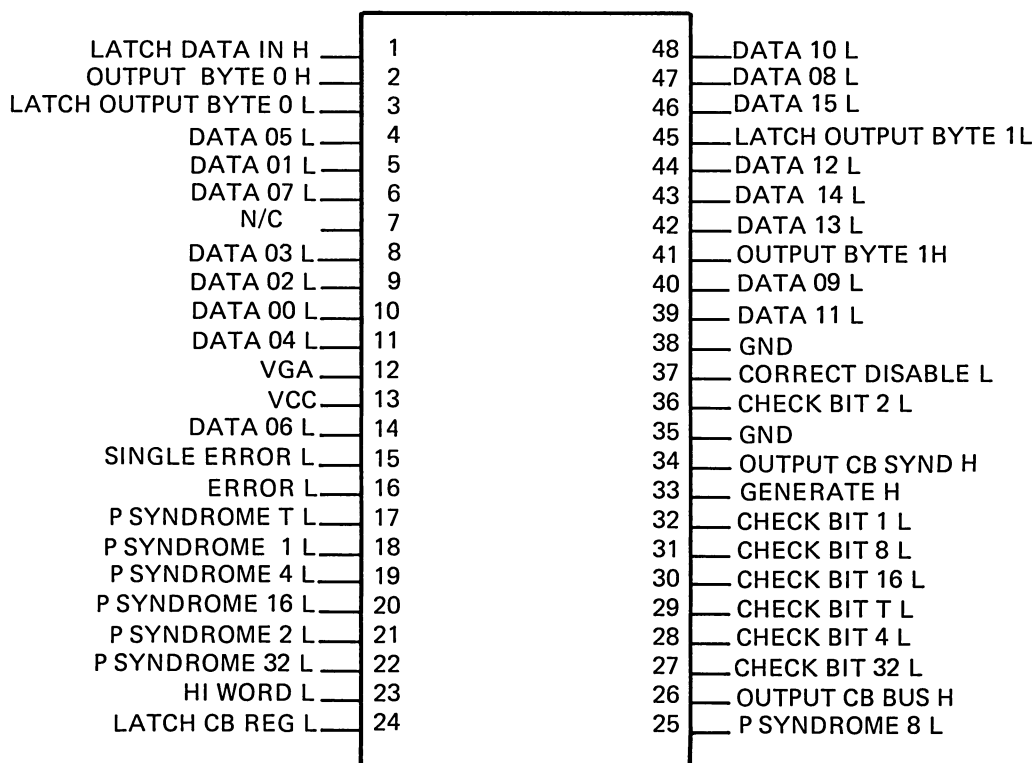 LATCH DATA IN H 1 48 DATA 10 L
OUTPUT BYTE 0 H 2 47 DATA 08 L
LATCH OUTPUT BYTE 0 L 3 46 DATA 15 L
DATA 05 L 4 45 LATCH OUTPUT BYTE 1L
DATA 01 L 5 44 DATA 12 L
DATA 07 L 6 43 DATA 14 L
N/C 7 42 DATA 13 L
DATA 03 L 8 41 OUTPUT BYTE 1H
DATA 02 L 9 40 DATA 09 L
DATA 00 L 10 39 DATA 11 L
DATA 04 L 11 38 GND
VGA 12 37 CORRECT DISABLE L
VCC 13 36 CHECK BIT 2 L
DATA 06 L 14 35 GND
SINGLE ERROR L 15 34 OUTPUT CB SYND H
ERROR L 16 33 GENERATE H
P SYNDROME T L 17 32 CHECK BIT 1 L
P SYNDROME 1 L 18 31 CHECK BIT 8 L
P SYNDROME 4 L 19 30 CHECK BIT 16 L
P SYNDROME 16 L 20 29 CHECK BIT T L
P SYNDROME 2 L 21 28 CHECK BIT 4 L
P SYNDROME 32 L 22 27 CHECK BIT 32 L
HI WORD L 23 26 OUTPUT CB BUS H
LATCH CB REG L 24 25 P SYNDROME 8 L